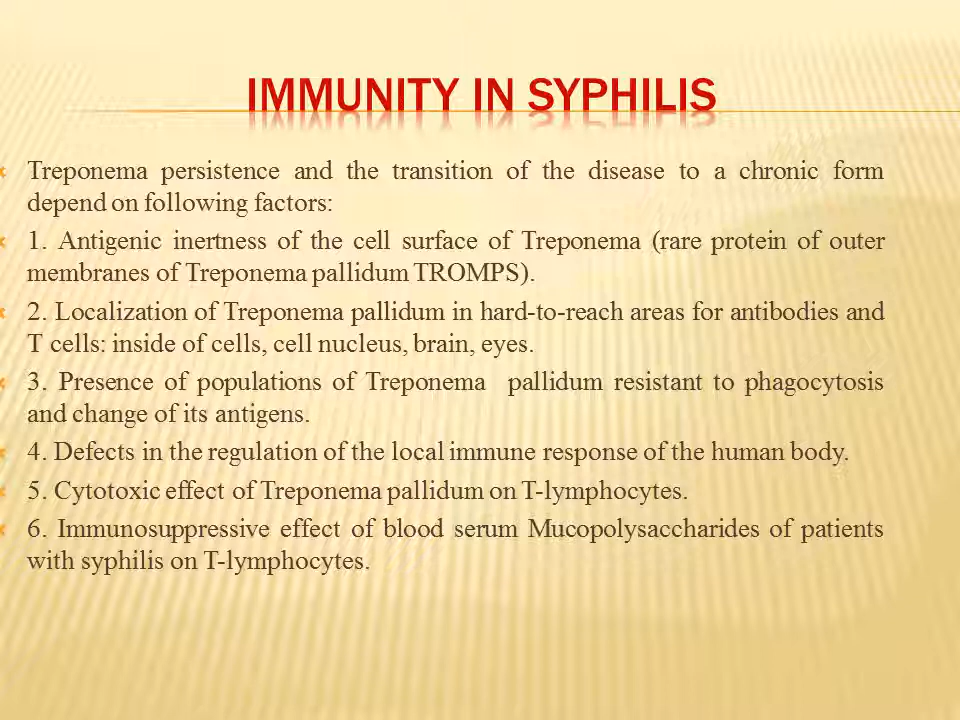 IMMUNITY IN SYPHILIS
Treponema persistence and the transition of the disease to a chronic form
depend on following factors:
1. Antigenic inertness of the cell surface of Treponema (rare protein of outer
membranes of Treponema pallidum TROMPS).
2. Localization of Treponema pallidum in hard-to-reach areas for antibodies and
T cells: inside of cells, cell nucleus, brain, eyes.
3. Presence of populations of Treponema pallidum resistant to phagocytosis
and change of its antigens.
4. Defects in the regulation of the local immune response of the human body.
5. Cytotoxic effect of Treponema pallidum on T-lymphocytes.
6. Immunosuppressive effect of blood serum Mucopolysaccharides of patients
with syphilis on T-lymphocytes.